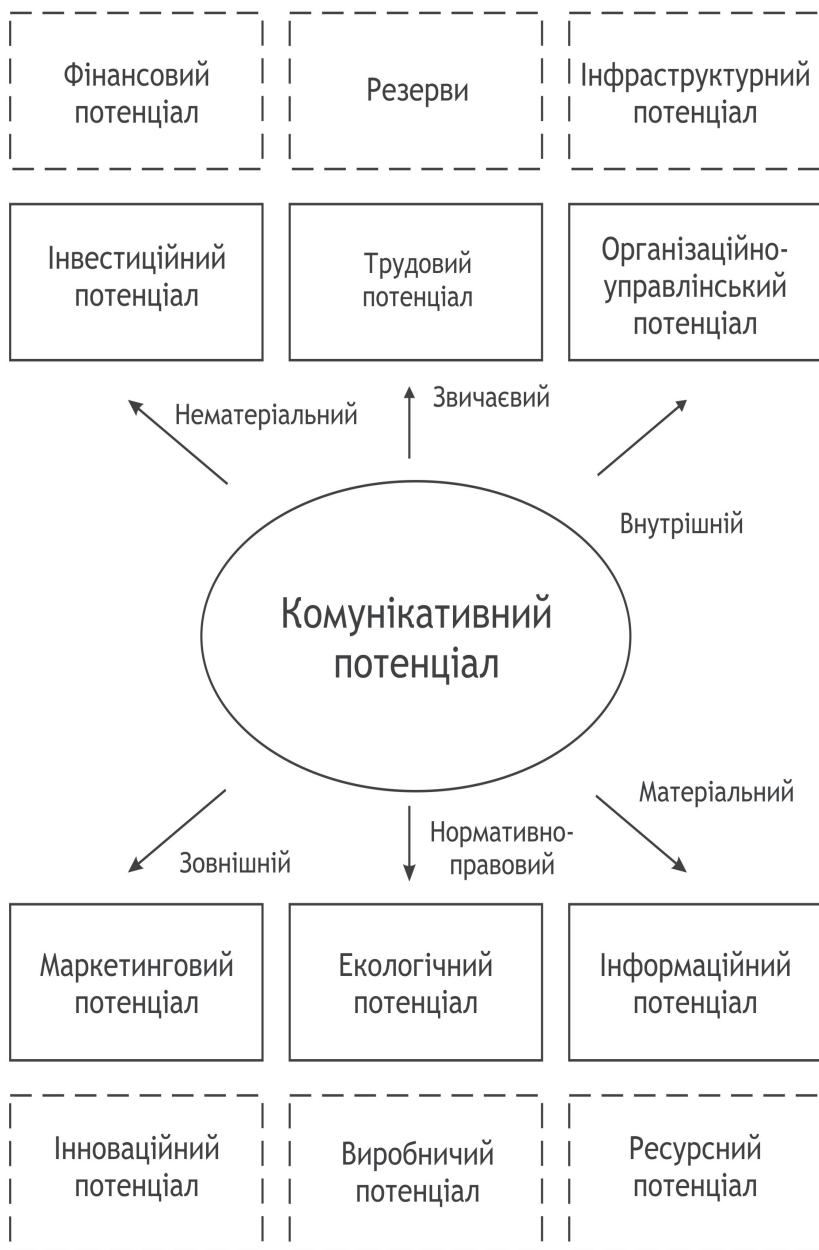 Фінансовий
потенціал
Резерви
Інфраструктурний
потенціал
Інвестиційний
потенціал
Трудовий
потенціал
Організаційно-
управлінський
потенціал
Нематеріальний
Звичаєвий
Внутрішній
Комунікативний
потенціал
Матеріальний
Зовнішній
Нормативно-
правовий
Маркетинговий
потенціал
Екологічний
потенціал
Інформаційний
потенціал
Інноваційний
потенціал
Виробничий
потенціал
Ресурсний
потенціал